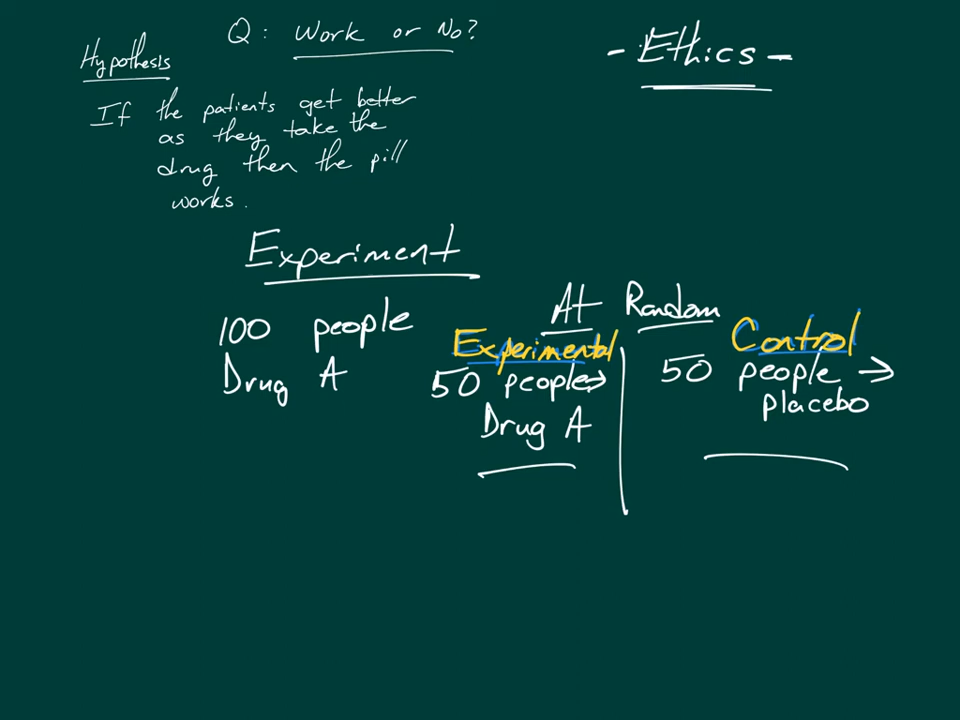 Q: Work or No?
- Ethics -
Hypothesis
If the patients get better
as they take the
drug then the pill
works.
Experiment
100 people
Drug A
At Random
Experimental
50 people→
Drug A
Control
50 people →
placebo